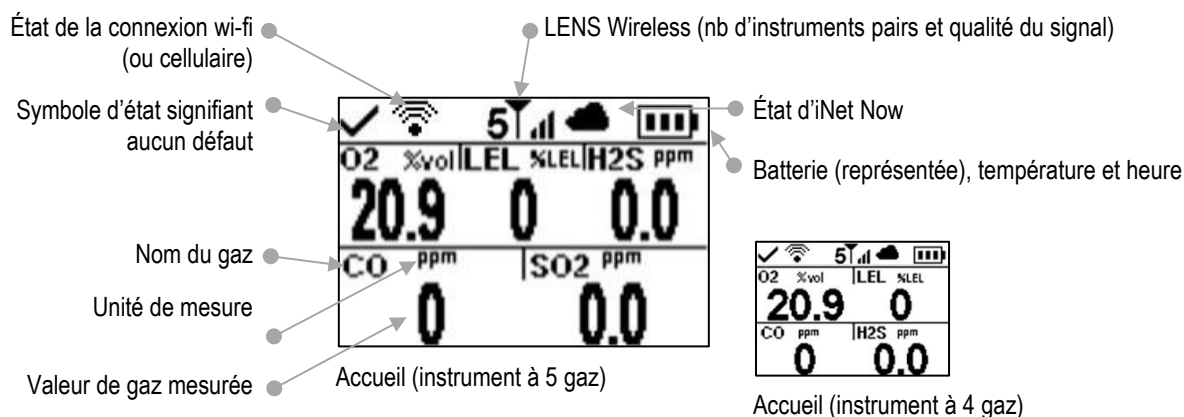 État de la connexion wi-fi
(ou cellulaire)
LENS Wireless (nb d'instruments pairs et qualité du signal)
Symbole d'état signifiant
aucun défaut
État d'iNet Now
Batterie (représentée), température et heure
5
O2 %vol LEL %LEL H2S ppm
20.9 0 0.0
CO ppm SO2 ppm
0 0.0
Nom du gaz
Unité de mesure
Valeur de gaz mesurée
Accueil (instrument à 5 gaz)
5
O2 %vol LEL %LEL
20.9 0
CO ppm H2S ppm
0 0.0
Accueil (instrument à 4 gaz)